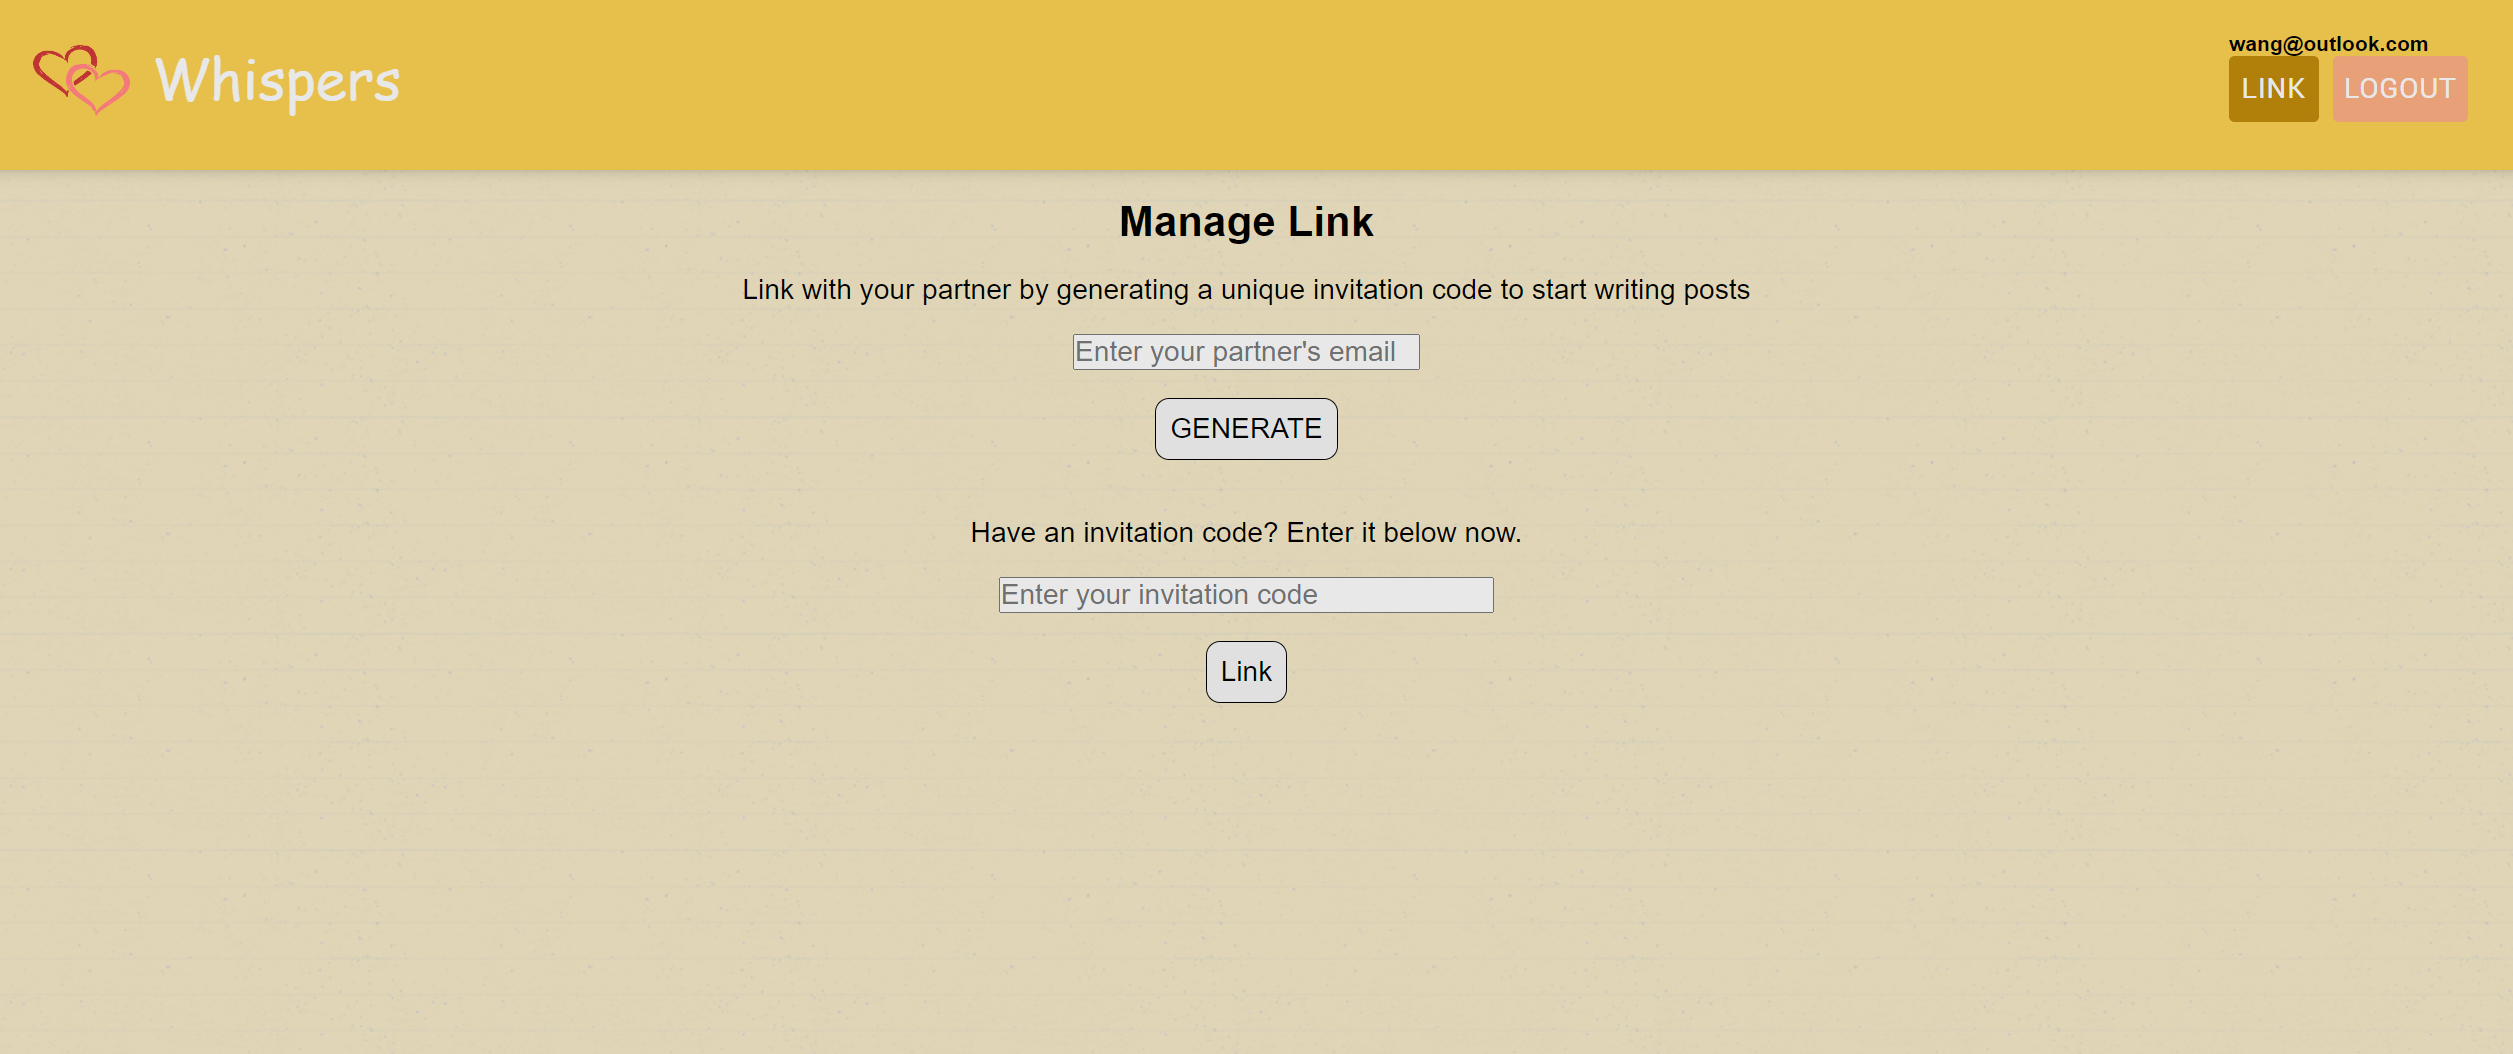 Whispers
wang@outlook.com
LINK LOGOUT
Manage Link
Link with your partner by generating a unique invitation code to start writing posts
Enter your partner's email
GENERATE
Have an invitation code? Enter it below now.
Enter your invitation code
Link